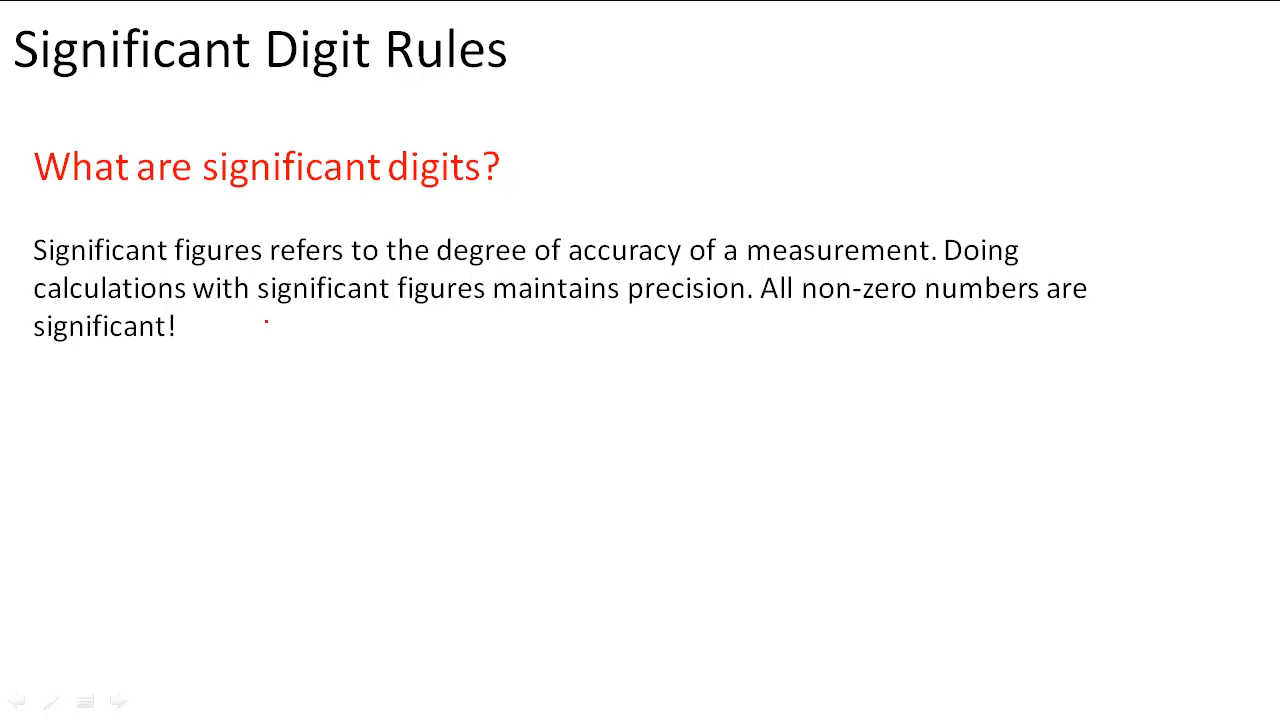 Significant Digit Rules
What are significant digits?
Significant figures refers to the degree of accuracy of a measurement. Doing
calculations with significant figures maintains precision. All non-zero numbers are
significant!